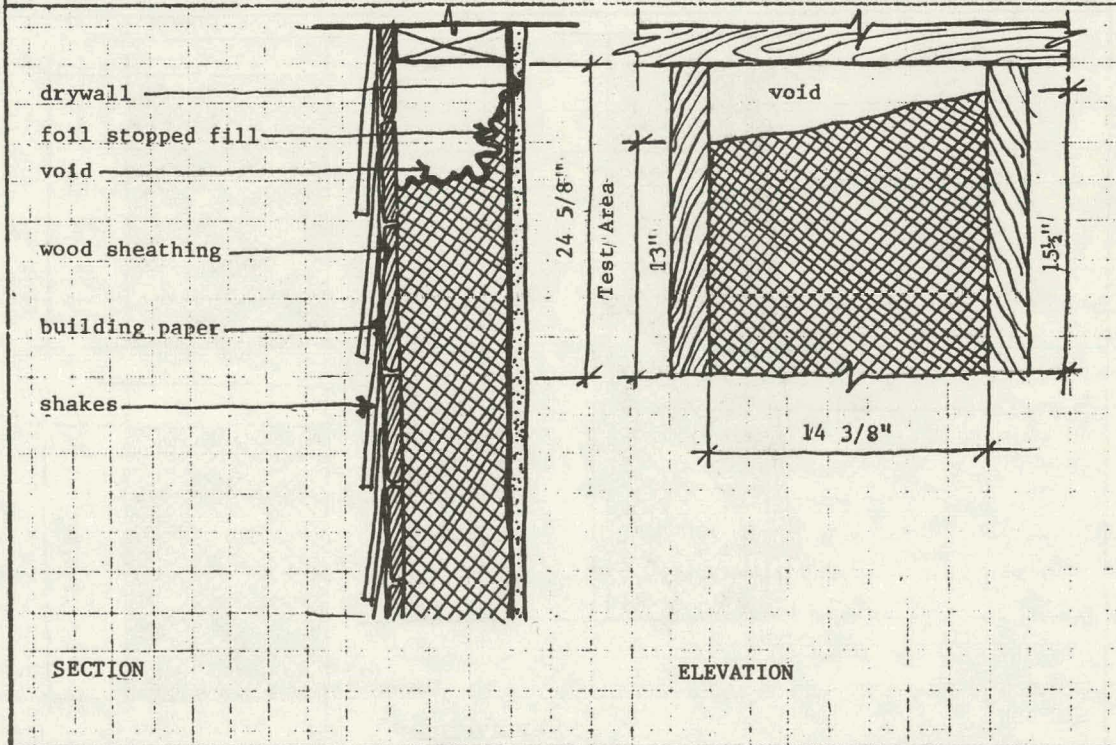 drywall
foil stopped fill
void
wood sheathing
building paper
shakes
SECTION
24 5/8"
Test Area
13"
void
15½"
14 3/8"
ELEVATION